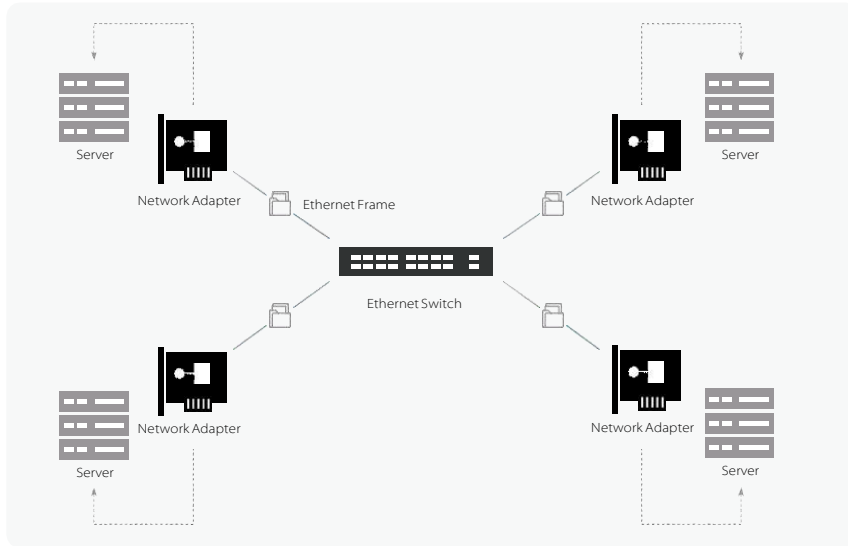 Server
Server
Network Adapter
Network Adapter
Ethernet Frame
Ethernet Switch
Network Adapter
Network Adapter
Server
Server